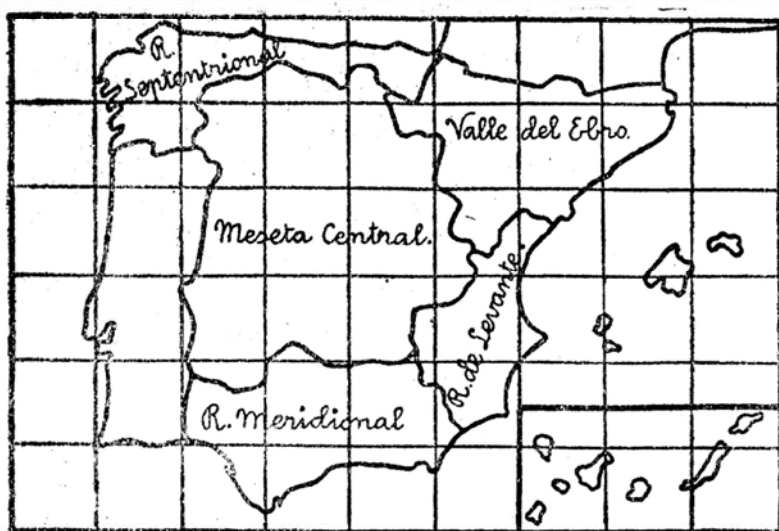 R.
Septentrional
Valle del Ebro.
Meseta Central.
R. de Levante.
R. Meridional